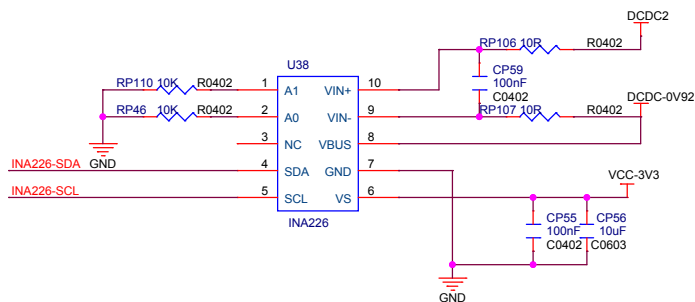 DCDC2
U38
RP106 10R R0402
RP110 10K R0402 1 A1 VIN+ 10 CP59
100nF
RP46 10K R0402 2 A0 VIN- 9 C0402 DCDC-0V92
RP107 10R R0402
3 NC VBUS 8
GND
INA226-SDA 4 SDA GND 7
VCC-3V3
INA226-SCL 5 SCL VS 6
INA226
CP55 CP56
100nF 10uF
C0402 C0603
GND